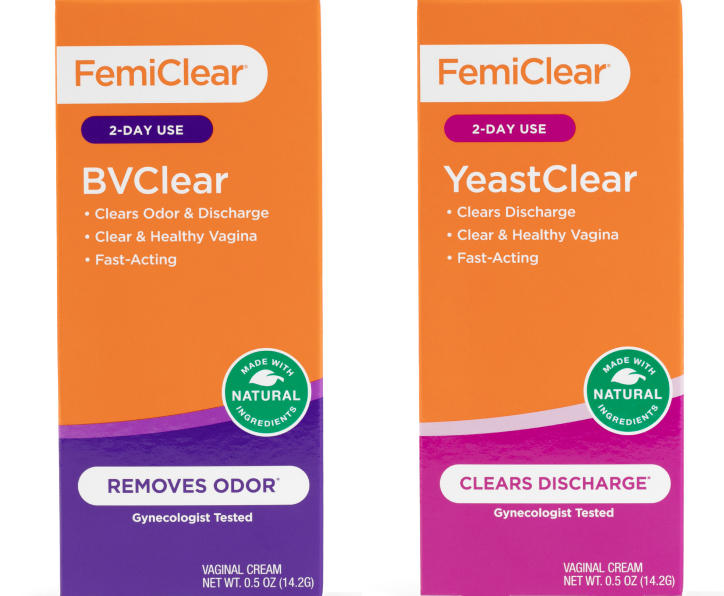 FemiClear®
2-DAY USE
BVClear
• Clears Odor & Discharge
• Clear & Healthy Vagina
• Fast-Acting
MADE WITH
NATURAL
INGREDIENTS
REMOVES ODOR*
Gynecologist Tested
VAGINAL CREAM
NET WT. 0.5 OZ (14.2G)
FemiClear®
2-DAY USE
YeastClear
• Clears Discharge
• Clear & Healthy Vagina
• Fast-Acting
MADE WITH
NATURAL
INGREDIENTS
CLEARS DISCHARGE*
Gynecologist Tested
VAGINAL CREAM
NET WT. 0.5 OZ (14.2G)